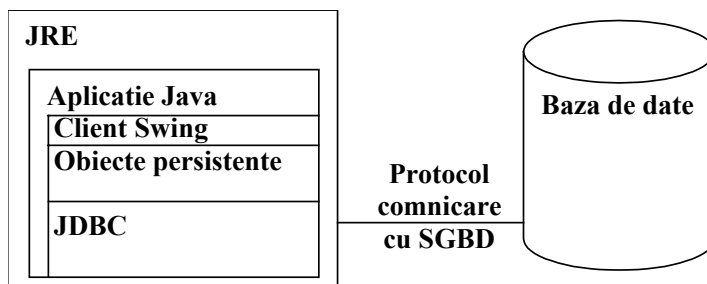 JRE
Aplicatie Java
Client Swing
Obiecte persistente
JDBC
Protocol
comnicare
cu SGBD
Baza de date